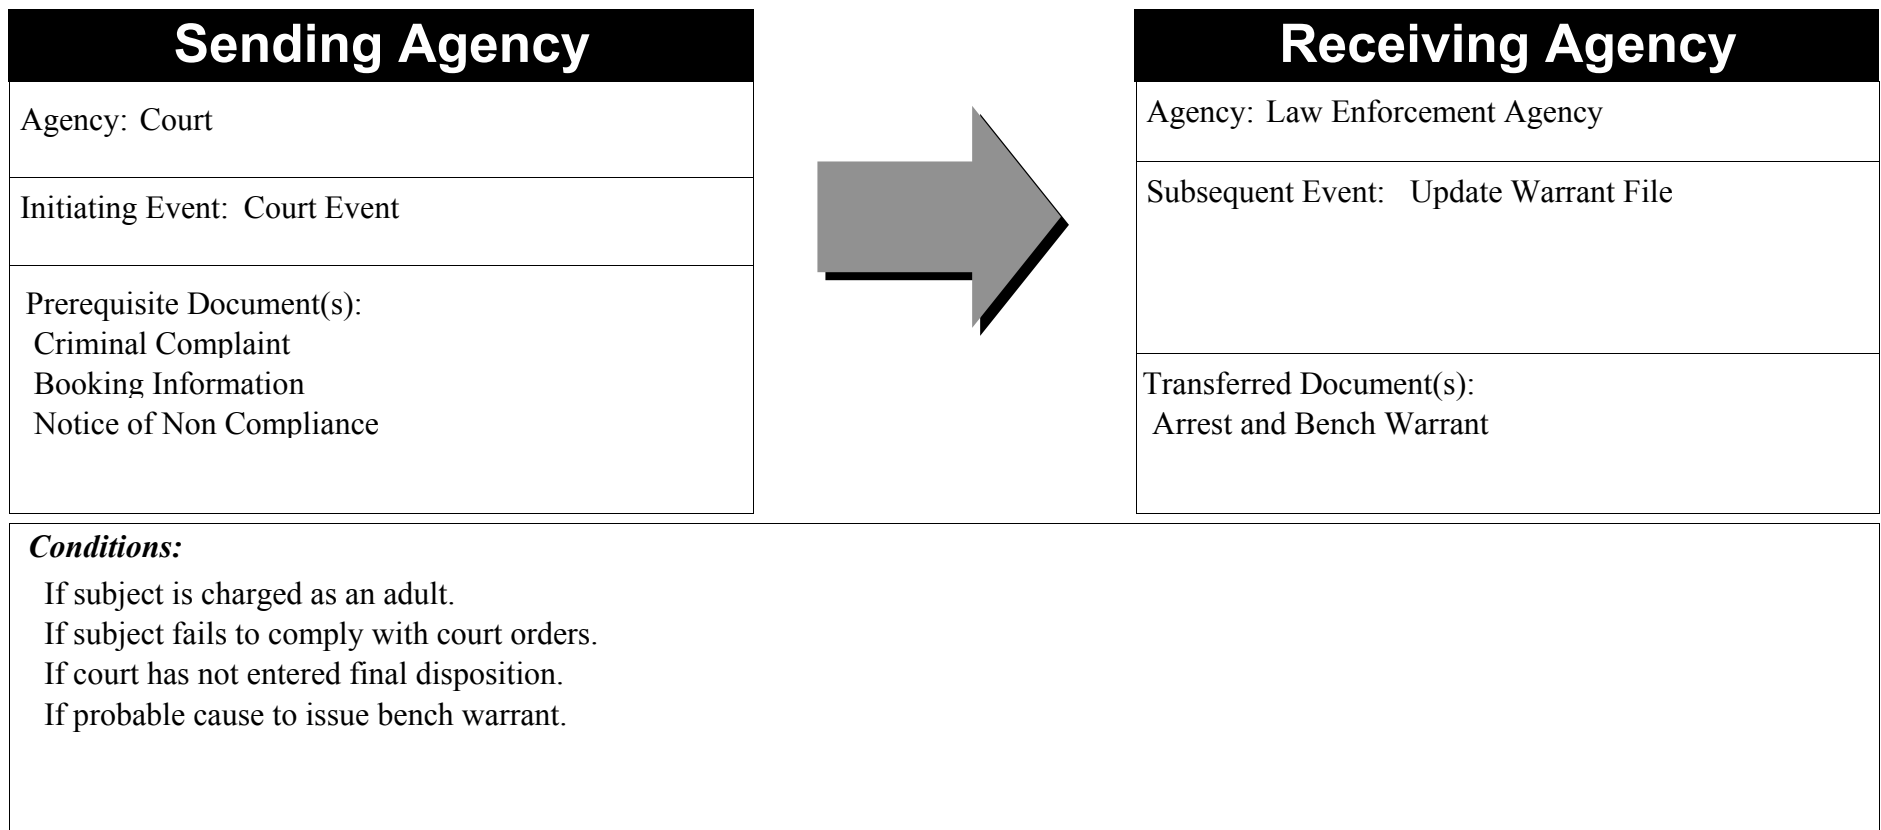 Sending Agency
Agency: Court
Initiating Event: Court Event
Prerequisite Document(s):
Criminal Complaint
Booking Information
Notice of Non Compliance
Receiving Agency
Agency: Law Enforcement Agency
Subsequent Event: Update Warrant File
Transferred Document(s):
Arrest and Bench Warrant
Conditions:
If subject is charged as an adult.
If subject fails to comply with court orders.
If court has not entered final disposition.
If probable cause to issue bench warrant.